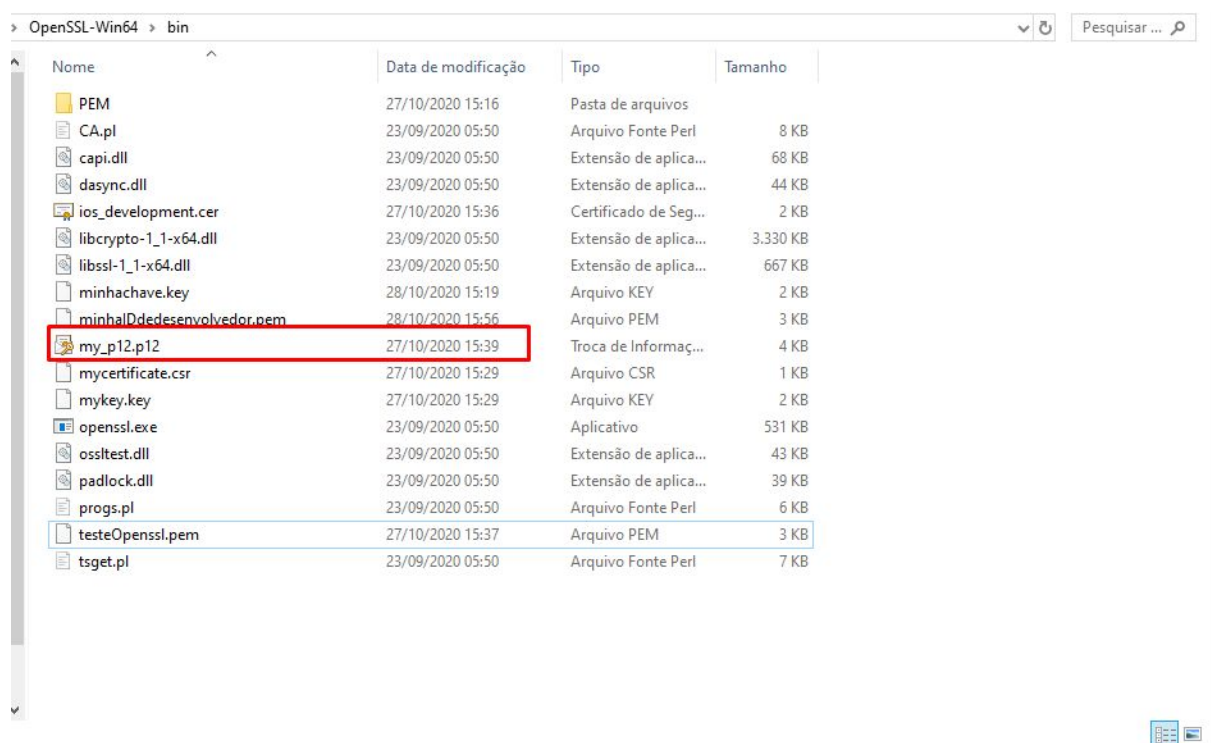 › OpenSSL-Win64 › bin Pesquisar ...
Nome Data de modificação Tipo Tamanho
PEM 27/10/2020 15:16 Pasta de arquivos
CA.pl 23/09/2020 05:50 Arquivo Fonte Perl 8 KB
capi.dll 23/09/2020 05:50 Extensão de aplica... 68 KB
dasync.dll 23/09/2020 05:50 Extensão de aplica... 44 KB
ios_development.cer 27/10/2020 15:36 Certificado de Seg... 2 KB
libcrypto-1_1-x64.dll 23/09/2020 05:50 Extensão de aplica... 3.330 KB
libssl-1_1-x64.dll 23/09/2020 05:50 Extensão de aplica... 667 KB
minhachave.key 28/10/2020 15:19 Arquivo KEY 2 KB
minhaIDdedesenvolvedor.pem 28/10/2020 15:56 Arquivo PEM 3 KB
my_p12.p12 27/10/2020 15:39 Troca de Informaç... 4 KB
mycertificate.csr 27/10/2020 15:29 Arquivo CSR 1 KB
mykey.key 27/10/2020 15:29 Arquivo KEY 2 KB
openssl.exe 23/09/2020 05:50 Aplicativo 531 KB
ossltest.dll 23/09/2020 05:50 Extensão de aplica... 43 KB
padlock.dll 23/09/2020 05:50 Extensão de aplica... 39 KB
progs.pl 23/09/2020 05:50 Arquivo Fonte Perl 6 KB
testeOpenssl.pem 27/10/2020 15:37 Arquivo PEM 3 KB
tsget.pl 23/09/2020 05:50 Arquivo Fonte Perl 7 KB